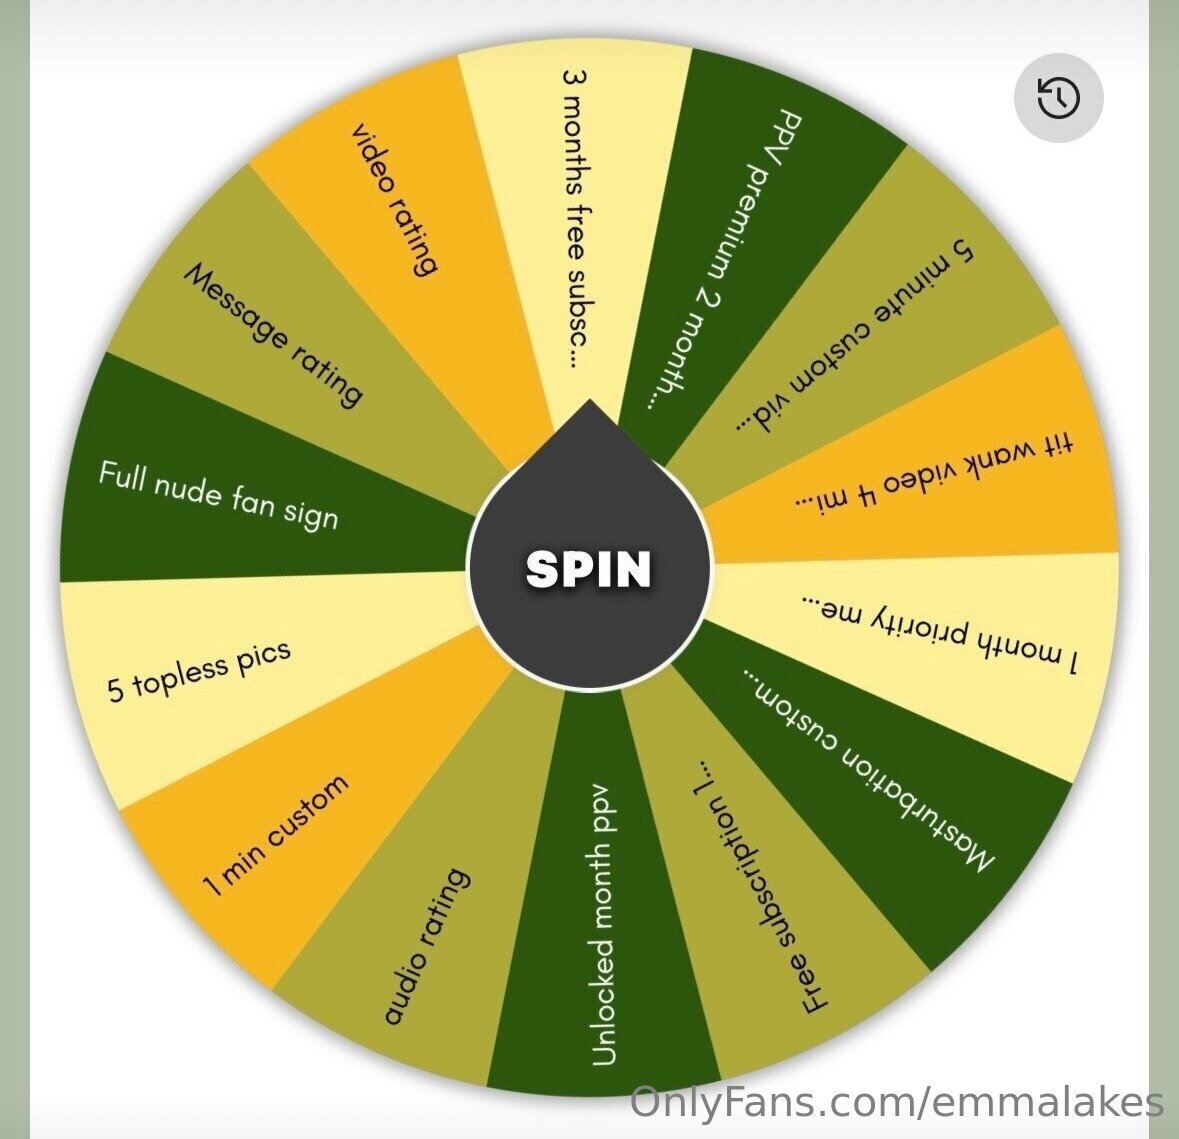 3 months free subsc...
PPV premium 2 month...
5 minute custom vid...
tit wank video 4 mi...
1 month priority me...
Masturbation custom...
Free subscription 1...
Unlocked month ppv
audio rating
1 min custom
5 topless pics
Full nude fan sign
Message rating
video rating
SPIN
OnlyFans.com/emmalakes